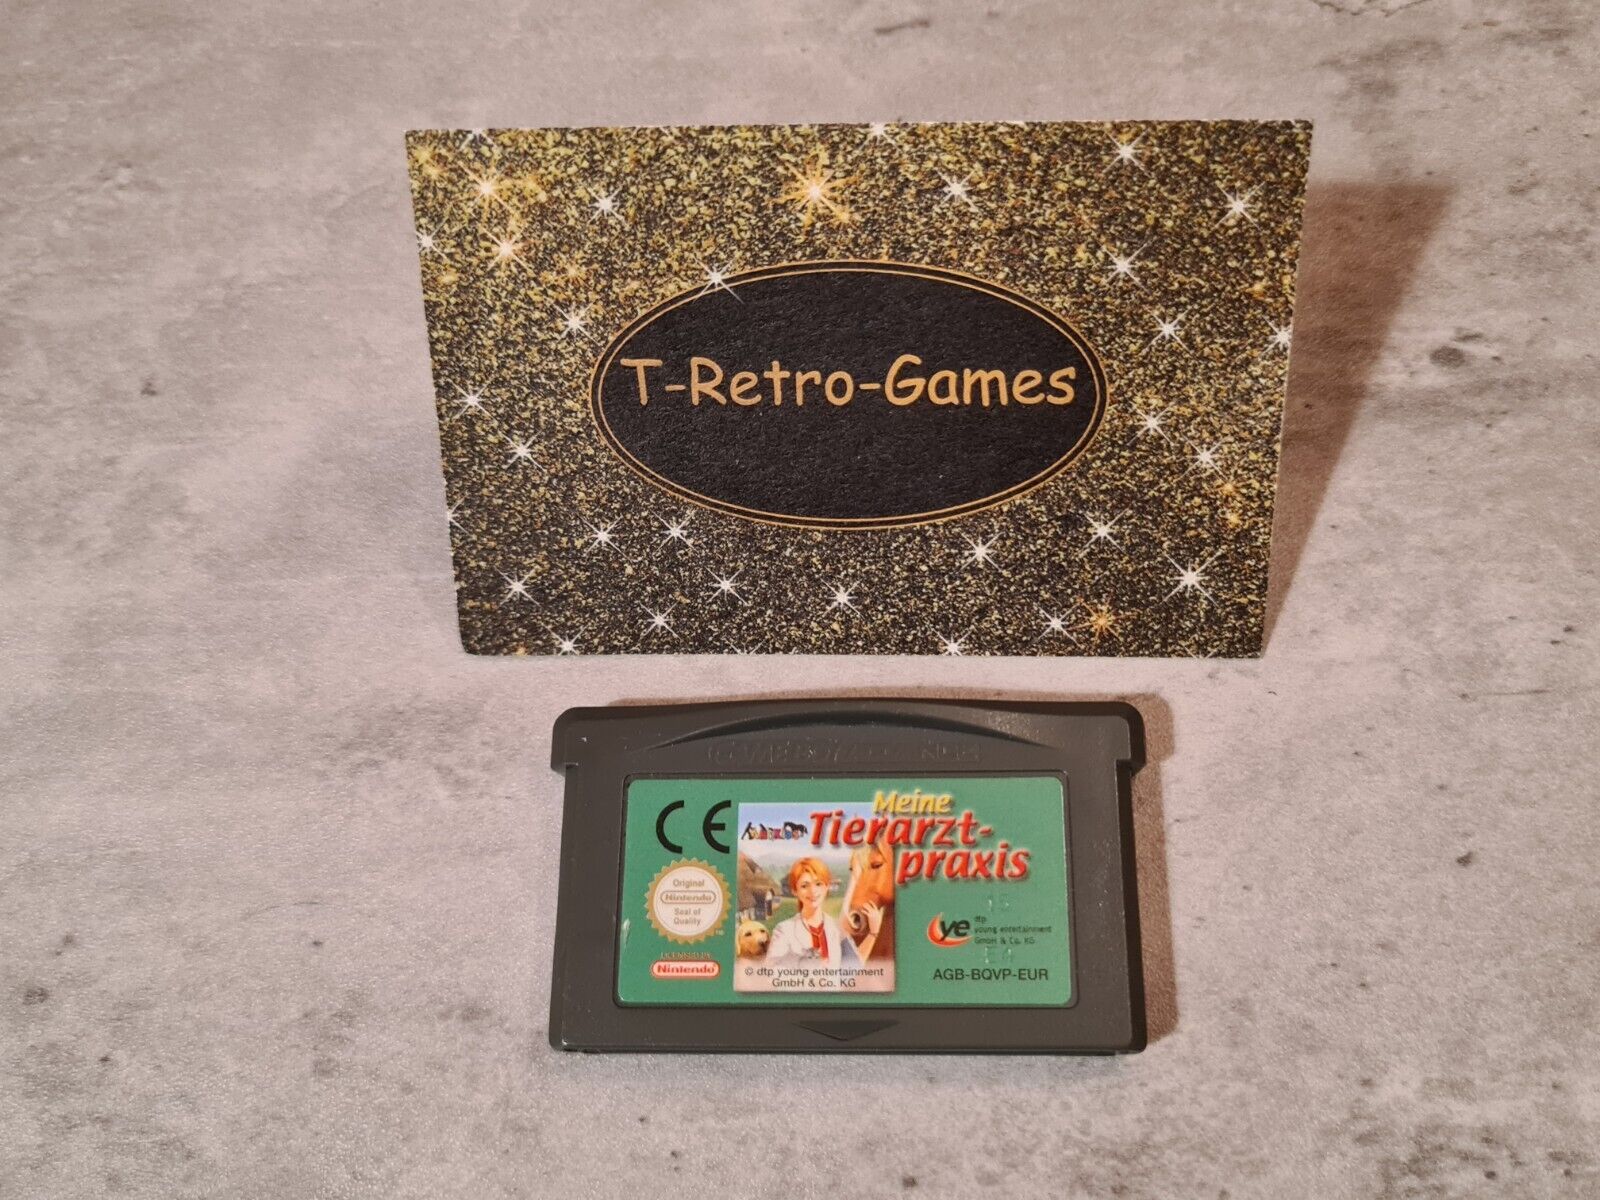 T-Retro-Games
GAME BOY ADVANCE
CE
Meine
Tierarzt-
praxis
Original
Nintendo
Seal of
Quality
TM
LICENSED BY
Nintendo
© dtp young entertainment
GmbH & Co. KG
ye
dtp
young entertainment
GmbH & Co. KG
AGB-BQVP-EUR